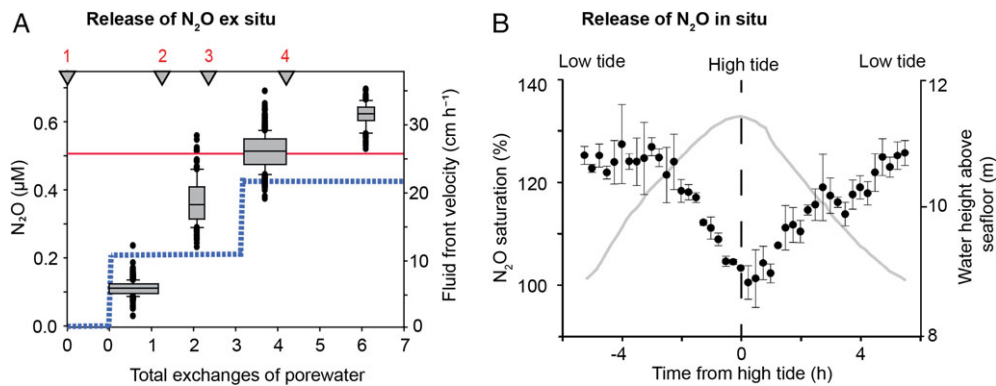 A
Release of N₂O ex situ
1 2 3 4
N₂O (µM)
0.6
0.4
0.2
0.0
Fluid front velocity (cm h⁻¹)
30
20
10
0
0 0 1 2 3 4 5 6 7
Total exchanges of porewater
B
Release of N₂O in situ
Low tide High tide Low tide
N₂O saturation (%)
140
120
100
Water height above
seafloor (m)
12
10
8
-4 0 4
Time from high tide (h)